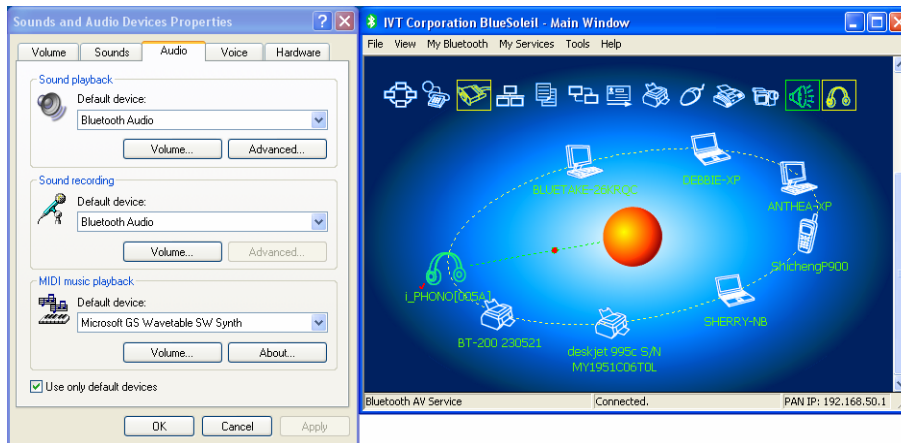 Sounds and Audio Devices Properties
Volume
Sounds
Audio
Voice
Hardware
Sound playback
Default device:
Bluetooth Audio
Volume...
Advanced...
Sound recording
Default device:
Bluetooth Audio
Volume...
Advanced...
MIDI music playback
Default device:
Microsoft GS Wavetable SW Synth
Volume...
About...
Use only default devices
OK
Cancel
Apply
IVT Corporation BlueSoleil - Main Window
File View My Bluetooth My Services Tools Help
DEBBIE-XP
ANTHEA-XP
ShichengP900
i_PHONO[005A]
SHERRY-NB
BT-200 230521
deskjet 995c S/N
MY1951C06T0L
Bluetooth AV Service
Connected.
PAN IP: 192.168.50.1